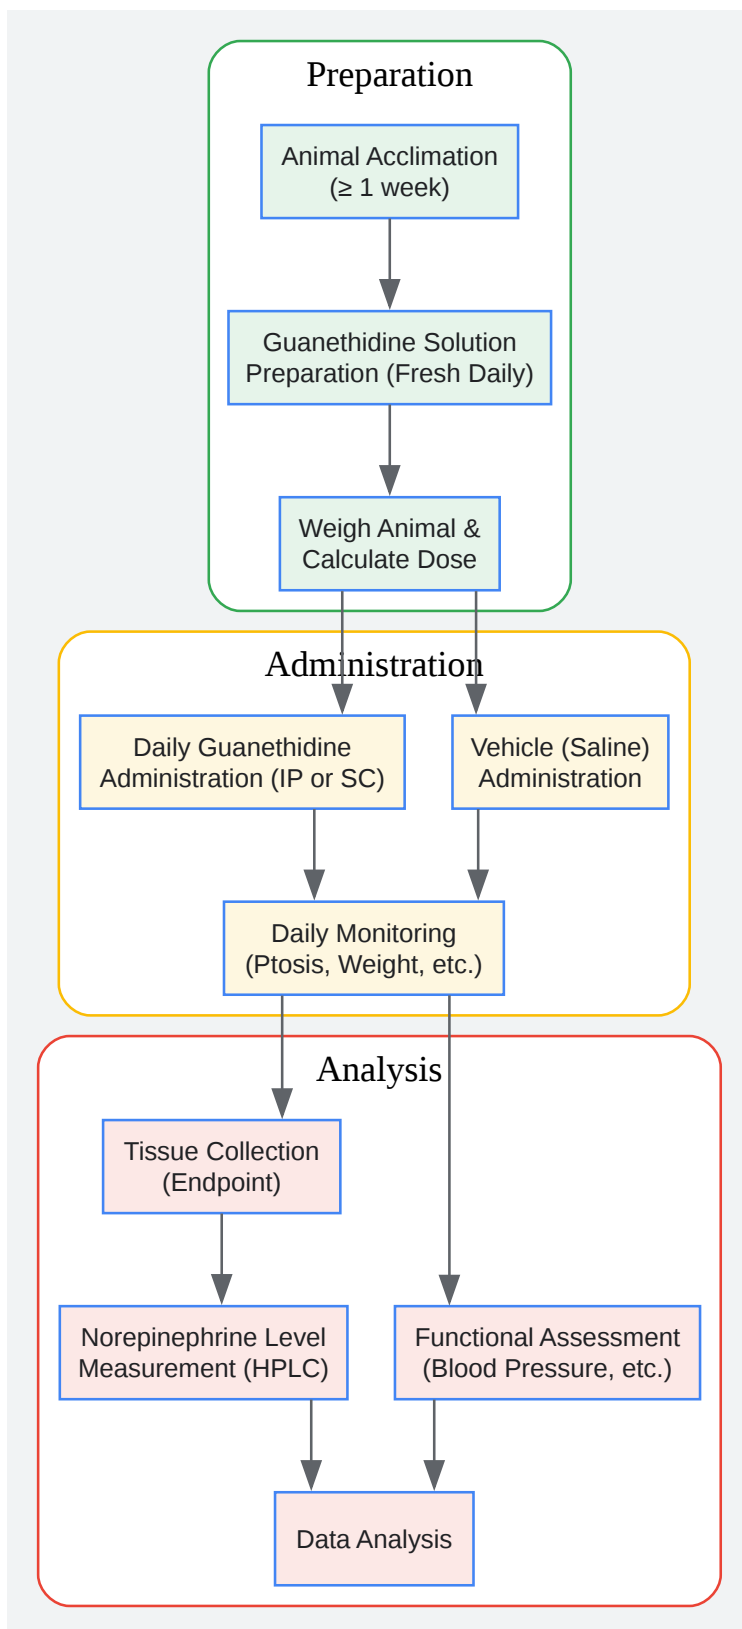 Preparation
Animal Acclimation
(≥ 1 week)
Guanethidine Solution
Preparation (Fresh Daily)
Weigh Animal &
Calculate Dose
Administration
Daily Guanethidine
Administration (IP or SC)
Vehicle (Saline)
Administration
Daily Monitoring
(Ptosis, Weight, etc.)
Analysis
Tissue Collection
(Endpoint)
Norepinephrine Level
Measurement (HPLC)
Functional Assessment
(Blood Pressure, etc.)
Data Analysis